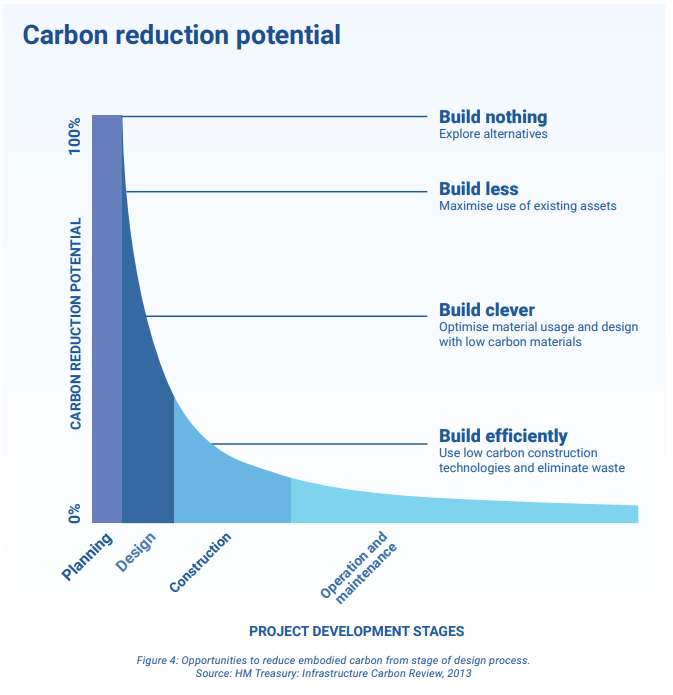 Carbon reduction potential
100%
CARBON REDUCTION POTENTIAL
0%
Build nothing
Explore alternatives
Build less
Maximise use of existing assets
Build clever
Optimise material usage and design
with low carbon materials
Build efficiently
Use low carbon construction
technologies and eliminate waste
Planning
Design
Construction
Operation and
maintenance
PROJECT DEVELOPMENT STAGES
Figure 4: Opportunities to reduce embodied carbon from stage of design process.
Source: HM Treasury: Infrastructure Carbon Review, 2013